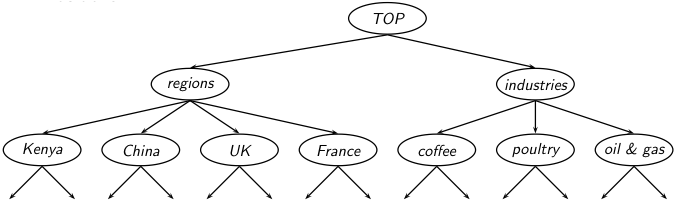 TOP
regions
industries
Kenya
China
UK
France
coffee
poultry
oil & gas